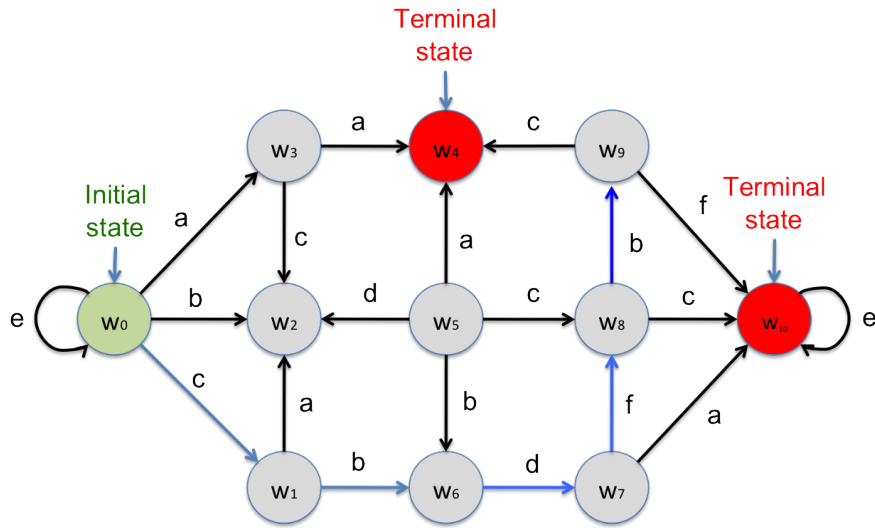 Terminal
state
a
c
w3
w4
w9
Initial
state
Terminal
state
a
f
c
a
b
e
b
d
c
c
e
w0
w2
w5
w8
w10
c
a
b
f
a
b
d
w1
w6
w7